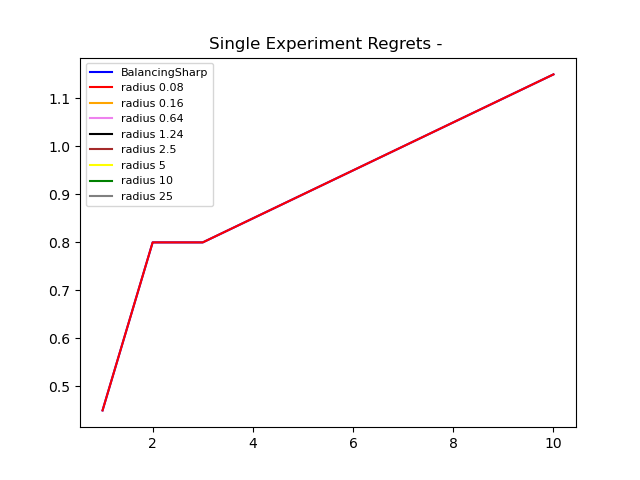 Single Experiment Regrets -
BalancingSharp
radius 0.08
radius 0.16
radius 0.64
radius 1.24
radius 2.5
radius 5
radius 10
radius 25
1.1
1.0
0.9
0.8
0.7
0.6
0.5
2 4 6 8 10